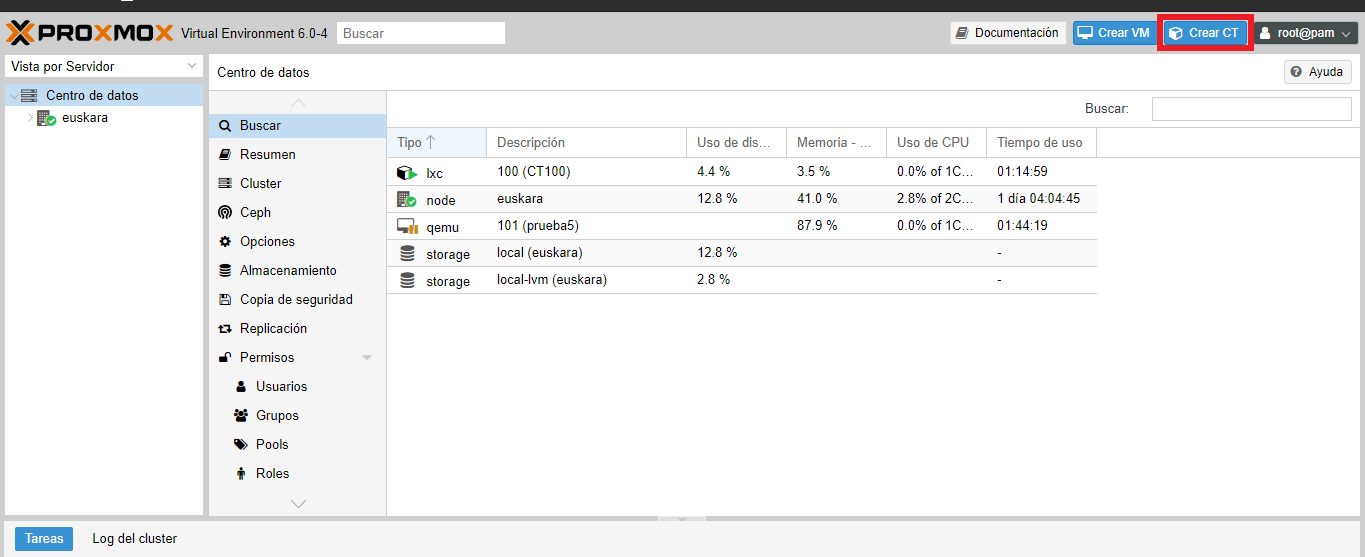 PROXMOX Virtual Environment 6.0-4 Buscar Documentación Crear VM Crear CT root@pam
Vista por Servidor
Centro de datos
euskara
Centro de datos Ayuda
Buscar
Resumen
Cluster
Ceph
Opciones
Almacenamiento
Copia de seguridad
Replicación
Permisos
Usuarios
Grupos
Pools
Roles
Buscar:
Tipo Descripción Uso de dis... Memoria - ... Uso de CPU Tiempo de uso
lxc 100 (CT100) 4.4 % 3.5 % 0.0% of 1C... 01:14:59
node euskara 12.8 % 41.0 % 2.8% of 2C... 1 día 04:04:45
qemu 101 (prueba5) 87.9 % 0.0% of 1C... 01:44:19
storage local (euskara) 12.8 % -
storage local-lvm (euskara) 2.8 % -
Tareas Log del cluster